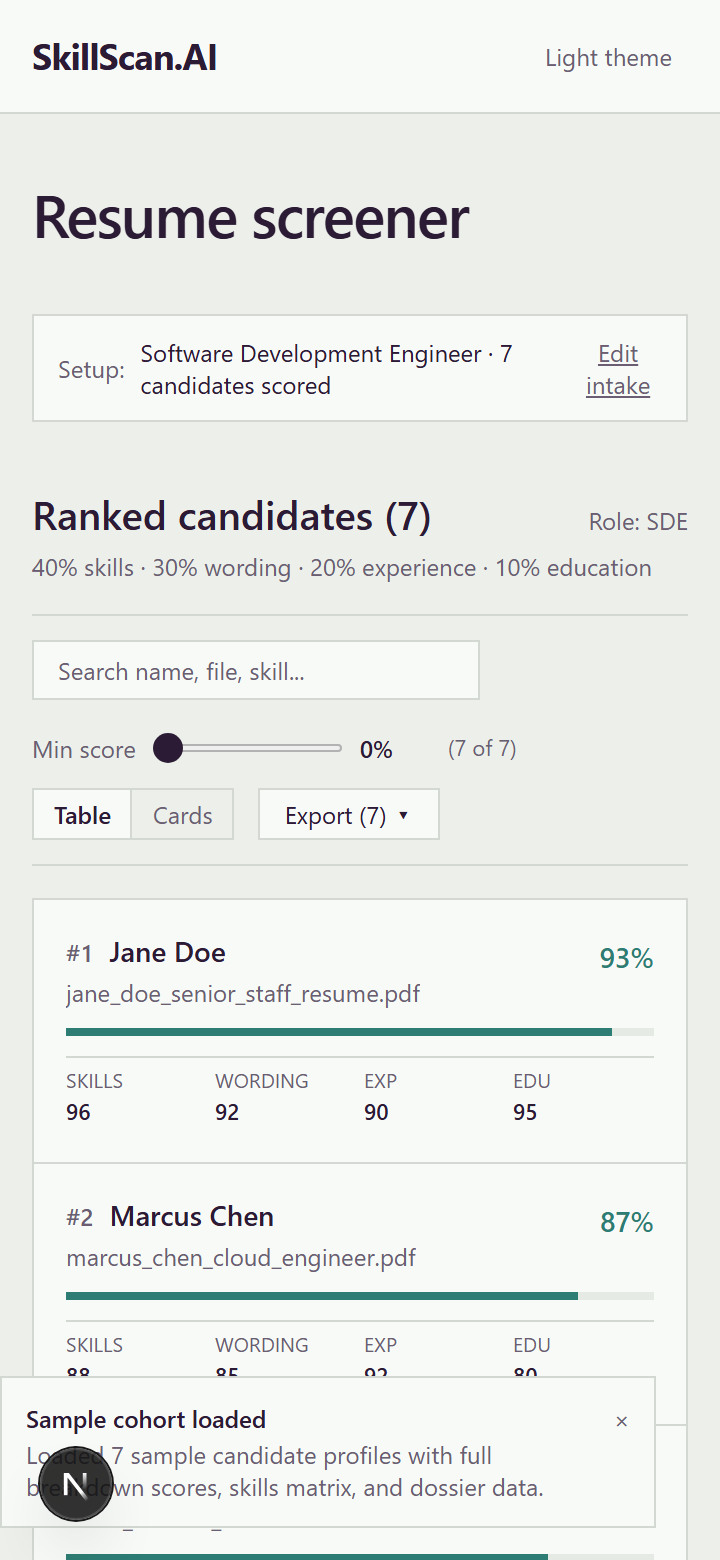 SkillScan.AI
Light theme
Resume screener
Setup:
Software Development Engineer · 7
candidates scored
Edit
intake
Ranked candidates (7)
Role: SDE
40% skills · 30% wording · 20% experience · 10% education
Search name, file, skill...
Min score
0%
(7 of 7)
Table
Cards
Export (7) ▾
#1 Jane Doe
93%
jane_doe_senior_staff_resume.pdf
SKILLS WORDING EXP EDU
96 92 90 95
#2 Marcus Chen
87%
marcus_chen_cloud_engineer.pdf
SKILLS WORDING EXP EDU
88 85 92 80
Sample cohort loaded
×
Loaded 7 sample candidate profiles with full
breakdown scores, skills matrix, and dossier data.
N